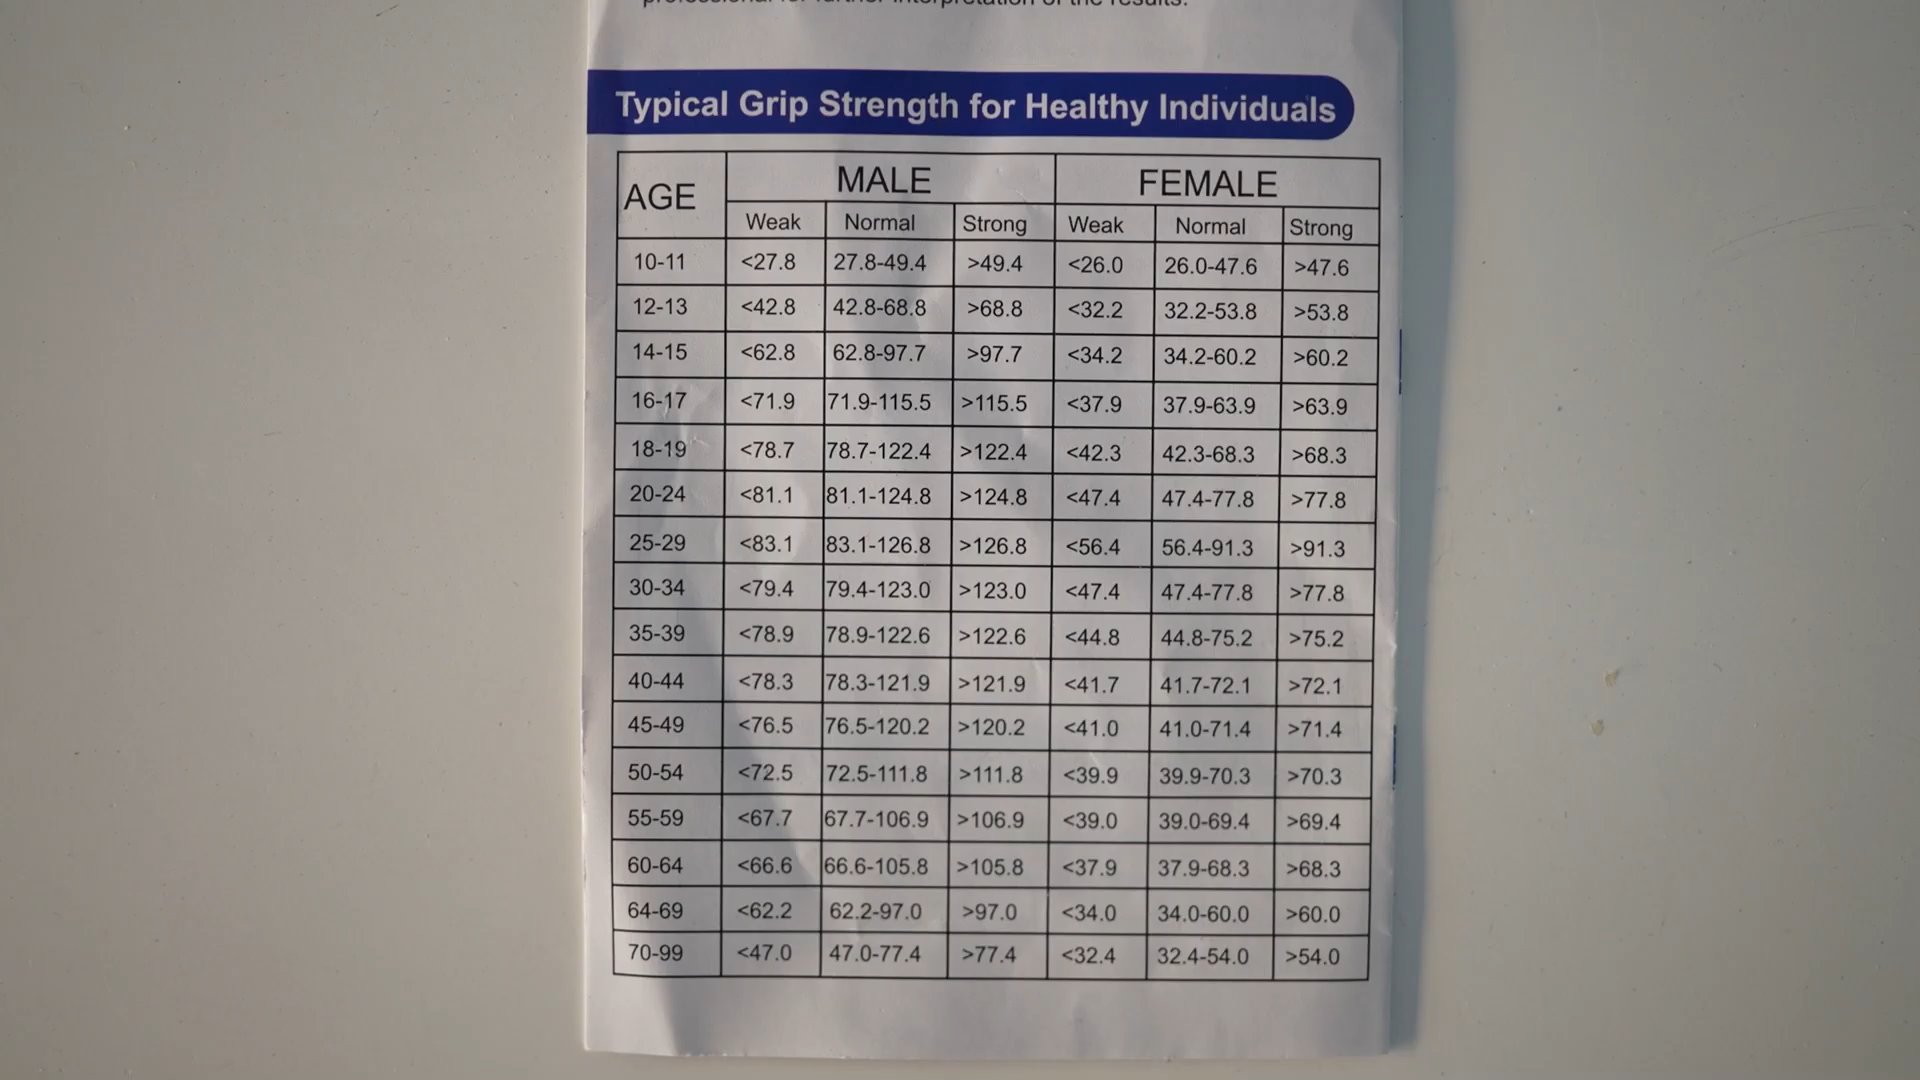 professional for further interpretation of the results.
Typical Grip Strength for Healthy Individuals
AGE MALE FEMALE
Weak Normal Strong Weak Normal Strong
10-11 <27.8 27.8-49.4 >49.4 <26.0 26.0-47.6 >47.6
12-13 <42.8 42.8-68.8 >68.8 <32.2 32.2-53.8 >53.8
14-15 <62.8 62.8-97.7 >97.7 <34.2 34.2-60.2 >60.2
16-17 <71.9 71.9-115.5 >115.5 <37.9 37.9-63.9 >63.9
18-19 <78.7 78.7-122.4 >122.4 <42.3 42.3-68.3 >68.3
20-24 <81.1 81.1-124.8 >124.8 <47.4 47.4-77.8 >77.8
25-29 <83.1 83.1-126.8 >126.8 <56.4 56.4-91.3 >91.3
30-34 <79.4 79.4-123.0 >123.0 <47.4 47.4-77.8 >77.8
35-39 <78.9 78.9-122.6 >122.6 <44.8 44.8-75.2 >75.2
40-44 <78.3 78.3-121.9 >121.9 <41.7 41.7-72.1 >72.1
45-49 <76.5 76.5-120.2 >120.2 <41.0 41.0-71.4 >71.4
50-54 <72.5 72.5-111.8 >111.8 <39.9 39.9-70.3 >70.3
55-59 <67.7 67.7-106.9 >106.9 <39.0 39.0-69.4 >69.4
60-64 <66.6 66.6-105.8 >105.8 <37.9 37.9-68.3 >68.3
64-69 <62.2 62.2-97.0 >97.0 <34.0 34.0-60.0 >60.0
70-99 <47.0 47.0-77.4 >77.4 <32.4 32.4-54.0 >54.0